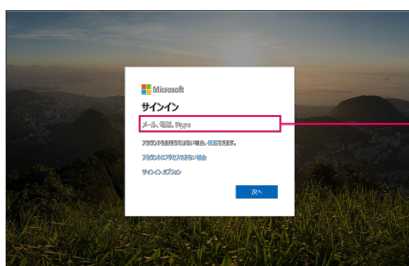 Microsoft
サインイン
メール、電話、Skype
アカウントをお持ちではない場合、作成できます。
アカウントにアクセスできない場合
サインイン オプション
次へ